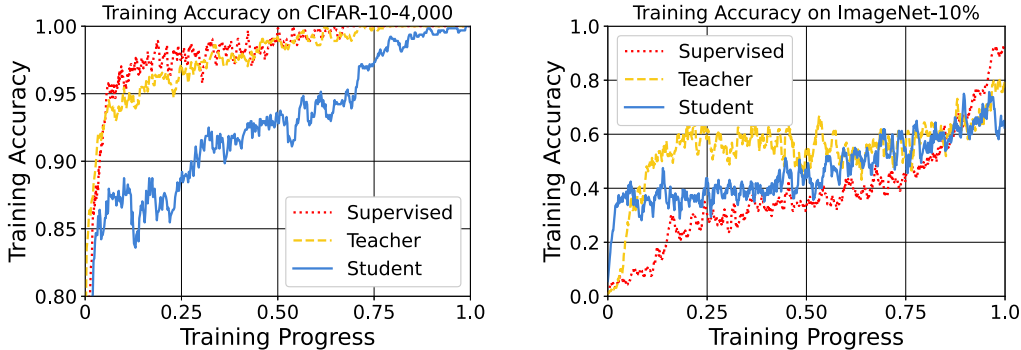 Training Accuracy on CIFAR-10-4,000
Training Accuracy
1.00
0.95
0.90
0.85
0.80
Supervised
Teacher
Student
0
0.25
0.50
0.75
1.0
Training Progress
Training Accuracy on ImageNet-10%
Training Accuracy
1.0
0.8
0.6
0.4
0.2
0.0
Supervised
Teacher
Student
0
0.25
0.50
0.75
1.0
Training Progress